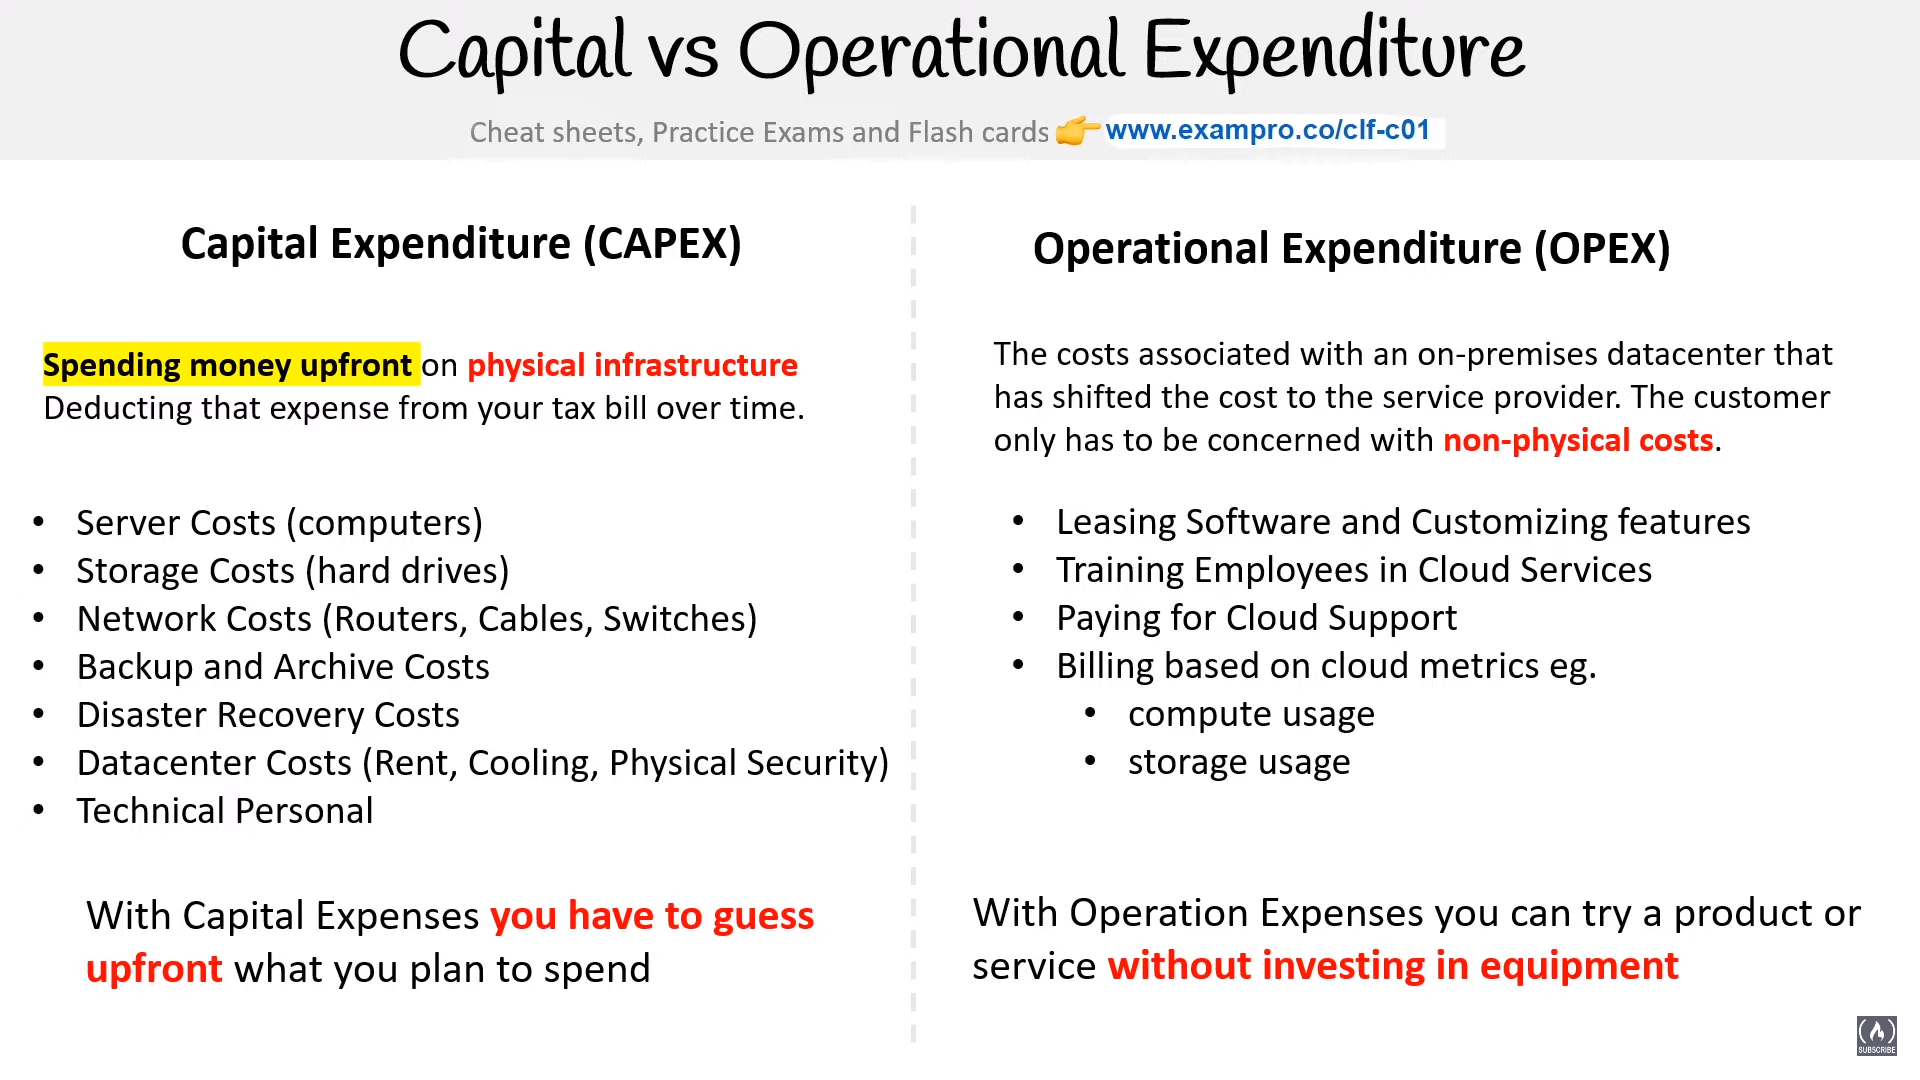 Capital vs Operational Expenditure
Cheat sheets, Practice Exams and Flash cards 👉 www.exampro.co/clf-c01
Capital Expenditure (CAPEX)
Spending money upfront on physical infrastructure
Deducting that expense from your tax bill over time.
• Server Costs (computers)
• Storage Costs (hard drives)
• Network Costs (Routers, Cables, Switches)
• Backup and Archive Costs
• Disaster Recovery Costs
• Datacenter Costs (Rent, Cooling, Physical Security)
• Technical Personal
With Capital Expenses you have to guess
upfront what you plan to spend
Operational Expenditure (OPEX)
The costs associated with an on-premises datacenter that
has shifted the cost to the service provider. The customer
only has to be concerned with non-physical costs.
• Leasing Software and Customizing features
• Training Employees in Cloud Services
• Paying for Cloud Support
• Billing based on cloud metrics eg.
• compute usage
• storage usage
With Operation Expenses you can try a product or
service without investing in equipment
SUBSCRIBE